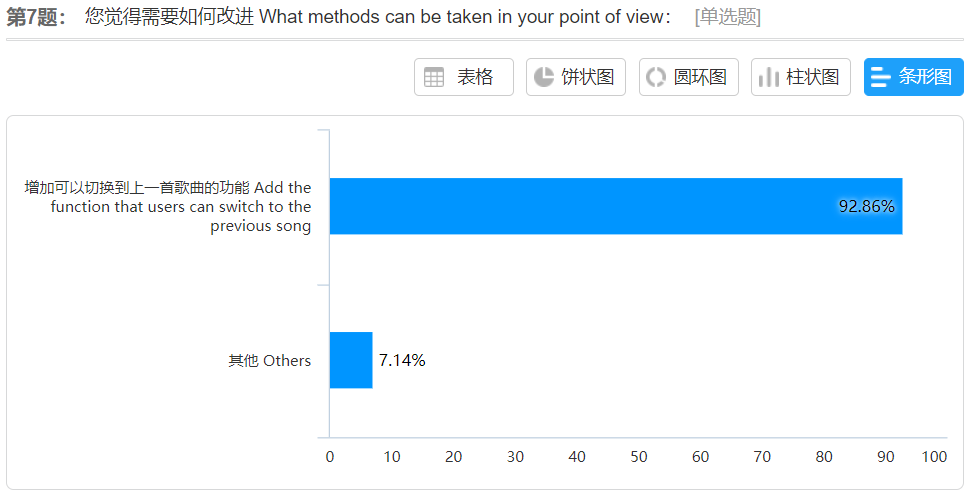 第7题： 您觉得需要如何改进 What methods can be taken in your point of view： [单选题]
表格 饼状图 圆环图 柱状图 条形图
增加可以切换到上一首歌曲的功能 Add the
function that users can switch to the
previous song
92.86%
其他 Others
7.14%
0 10 20 30 40 50 60 70 80 90 100